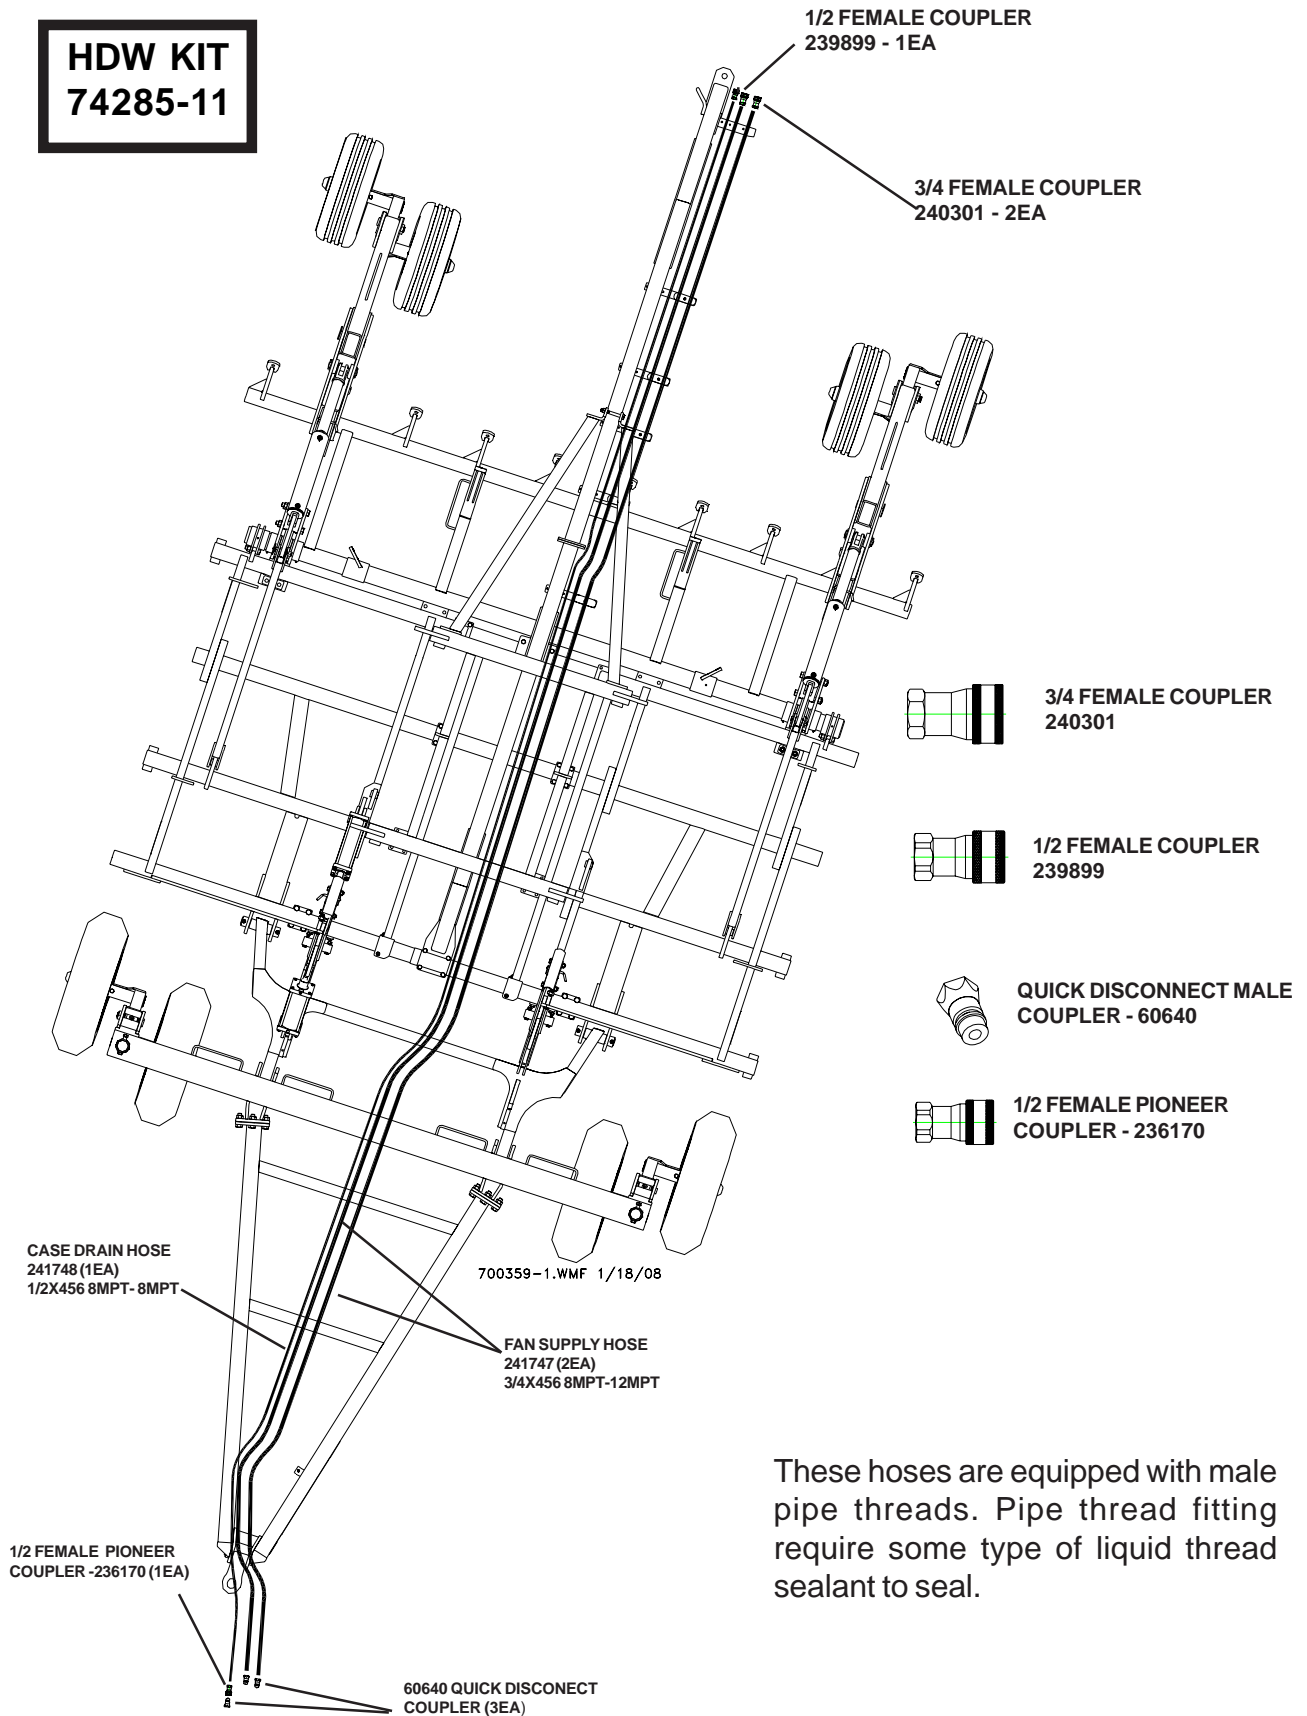 HDW KIT
74285-11
1/2 FEMALE COUPLER
239899 - 1EA
3/4 FEMALE COUPLER
240301 - 2EA
3/4 FEMALE COUPLER
240301
1/2 FEMALE COUPLER
239899
QUICK DISCONNECT MALE
COUPLER - 60640
1/2 FEMALE PIONEER
COUPLER - 236170
CASE DRAIN HOSE
241748 (1EA)
1/2X456 8MPT- 8MPT
700359-1.WMF 1/18/08
FAN SUPPLY HOSE
241747 (2EA)
3/4X456 8MPT-12MPT
These hoses are equipped with male
pipe threads. Pipe thread fitting
require some type of liquid thread
sealant to seal.
1/2 FEMALE PIONEER
COUPLER -236170 (1EA)
60640 QUICK DISCONECT
COUPLER (3EA)